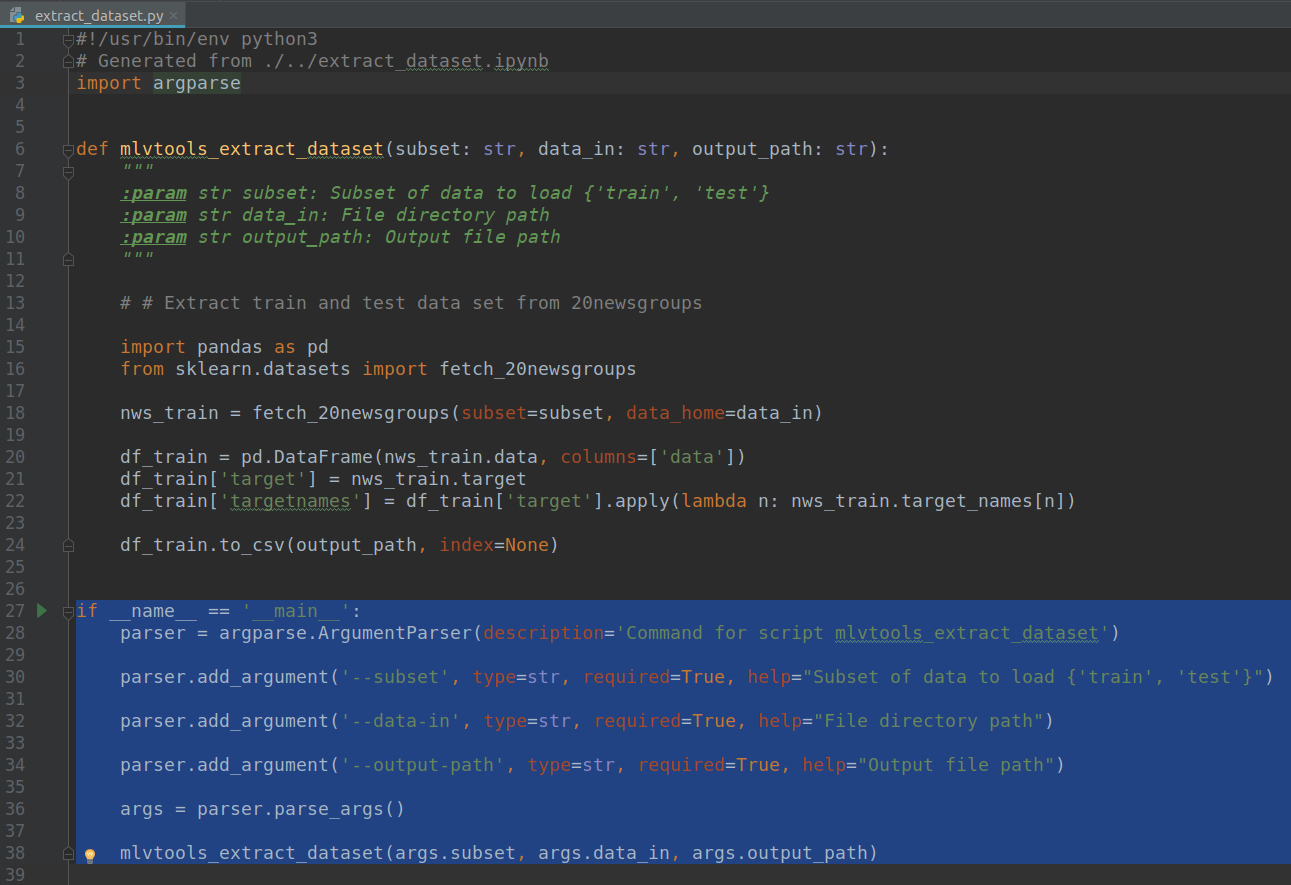 extract_dataset.py ×
1 #!/usr/bin/env python3
2 # Generated from ./../extract_dataset.ipynb
3 import argparse
4
5
6 def mlvtools_extract_dataset(subset: str, data_in: str, output_path: str):
7     """
8     :param str subset: Subset of data to load {'train', 'test'}
9     :param str data_in: File directory path
10     :param str output_path: Output file path
11     """
12
13     # # Extract train and test data set from 20newsgroups
14
15     import pandas as pd
16     from sklearn.datasets import fetch_20newsgroups
17
18     nws_train = fetch_20newsgroups(subset=subset, data_home=data_in)
19
20     df_train = pd.DataFrame(nws_train.data, columns=['data'])
21     df_train['target'] = nws_train.target
22     df_train['targetnames'] = df_train['target'].apply(lambda n: nws_train.target_names[n])
23
24     df_train.to_csv(output_path, index=None)
25
26
27 if __name__ == '__main__':
28     parser = argparse.ArgumentParser(description='Command for script mlvtools_extract_dataset')
29
30     parser.add_argument('--subset', type=str, required=True, help="Subset of data to load {'train', 'test'}")
31
32     parser.add_argument('--data-in', type=str, required=True, help="File directory path")
33
34     parser.add_argument('--output-path', type=str, required=True, help="Output file path")
35
36     args = parser.parse_args()
37
38     mlvtools_extract_dataset(args.subset, args.data_in, args.output_path)
39